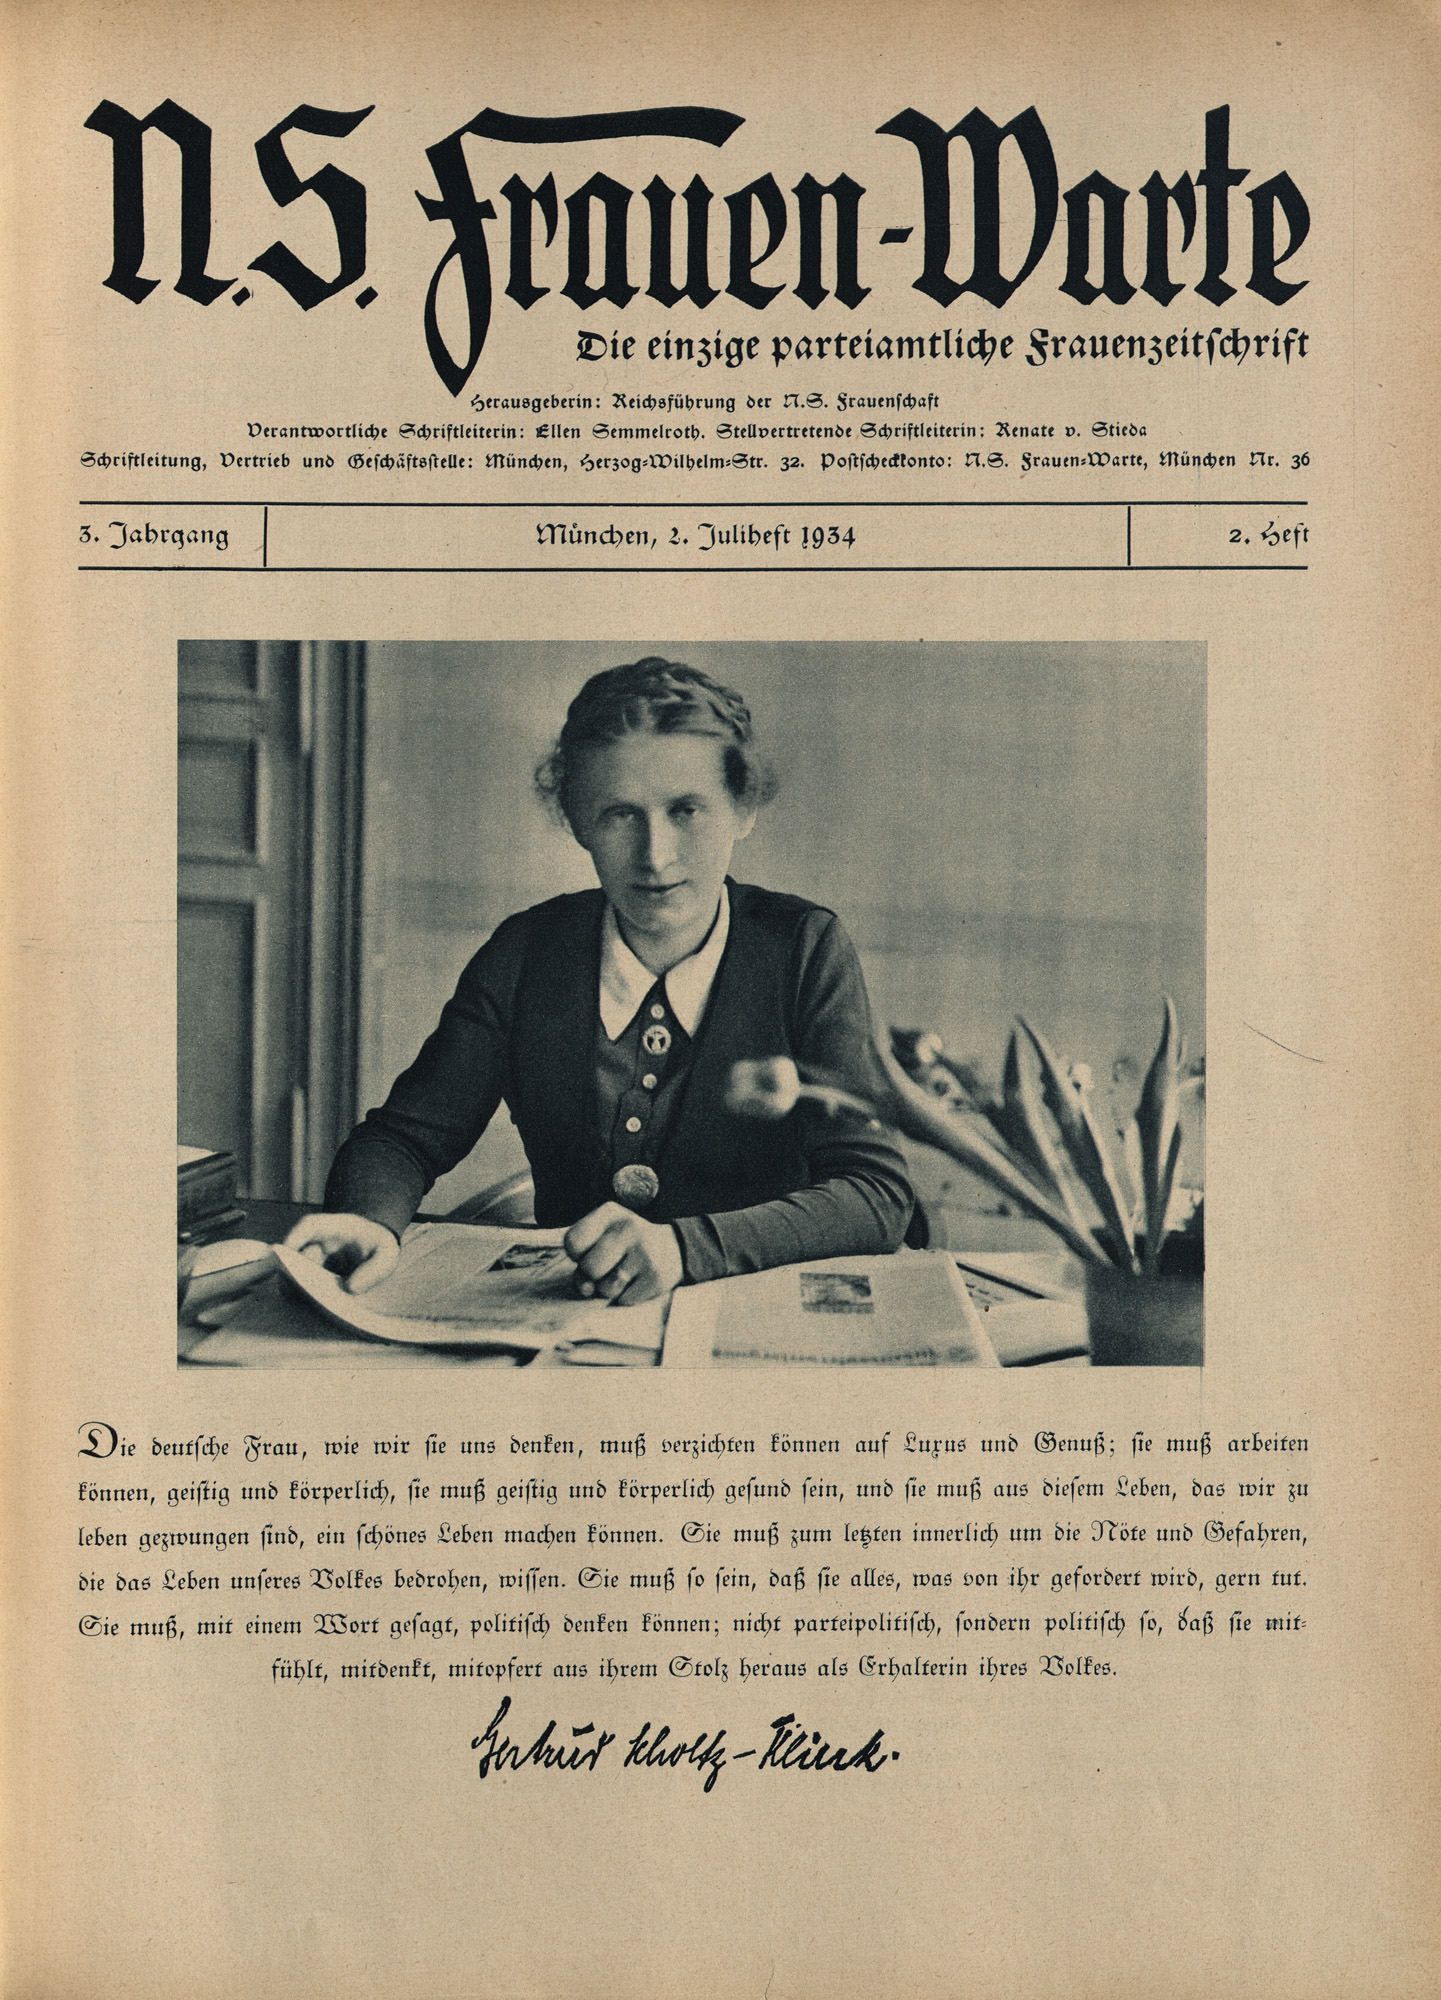 N.S. Frauen-Warte
Die einzige parteiamtliche Frauenzeitschrift
Herausgeberin: Reichsführung der N.S. Frauenschaft
Verantwortliche Schriftleiterin: Ellen Semmelroth. Stellvertretende Schriftleiterin: Renate v. Stieda
Schriftleitung, Vertrieb und Geschäftsstelle: München, Herzog-Wilhelm-Str. 32. Postscheckkonto: N.S. Frauen-Warte, München Nr. 36
3. Jahrgang
München, 2. Juliheft 1934
2. Heft
Die deutsche Frau, wie wir sie uns denken, muß verzichten können auf Luxus und Genuß; sie muß arbeiten
können, geistig und körperlich, sie muß geistig und körperlich gesund sein, und sie muß aus diesem Leben, das wir zu
leben gezwungen sind, ein schönes Leben machen können. Sie muß zum letzten innerlich um die Nöte und Gefahren,
die das Leben unseres Volkes bedrohen, wissen. Sie muß so sein, daß sie alles, was von ihr gefordert wird, gern tut.
Sie muß, mit einem Wort gesagt, politisch denken können; nicht parteipolitisch, sondern politisch so, daß sie mit-
fühlt, mitdenkt, mitopfert aus ihrem Stolz heraus als Erhalterin ihres Volkes.
Gertrud Scholtz-Klink.